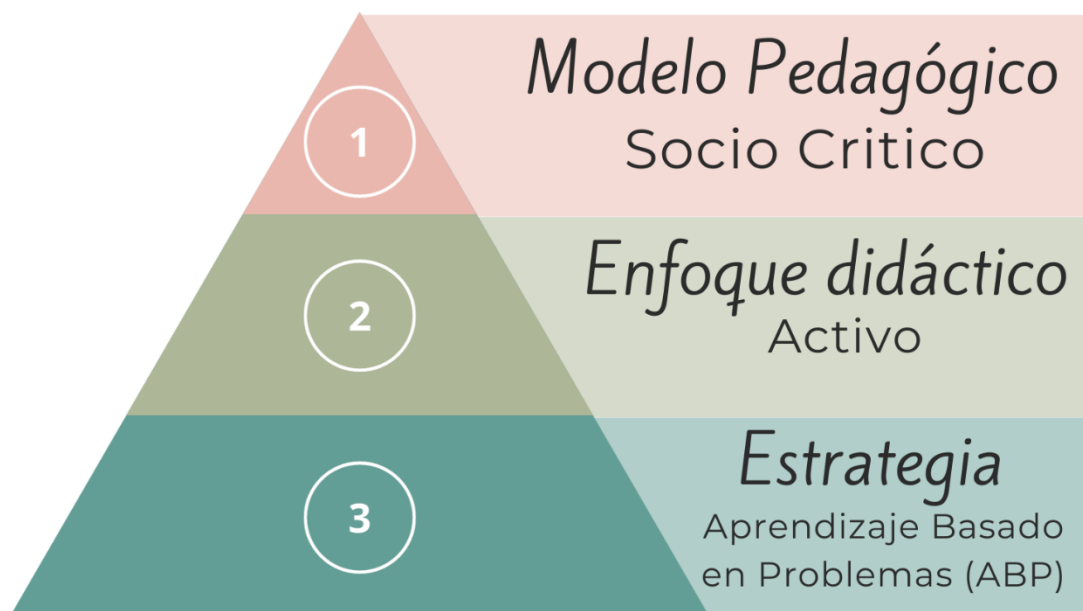 1
Modelo Pedagógico
Socio Critico
2
Enfoque didáctico
Activo
3
Estrategia
Aprendizaje Basado
en Problemas (ABP)